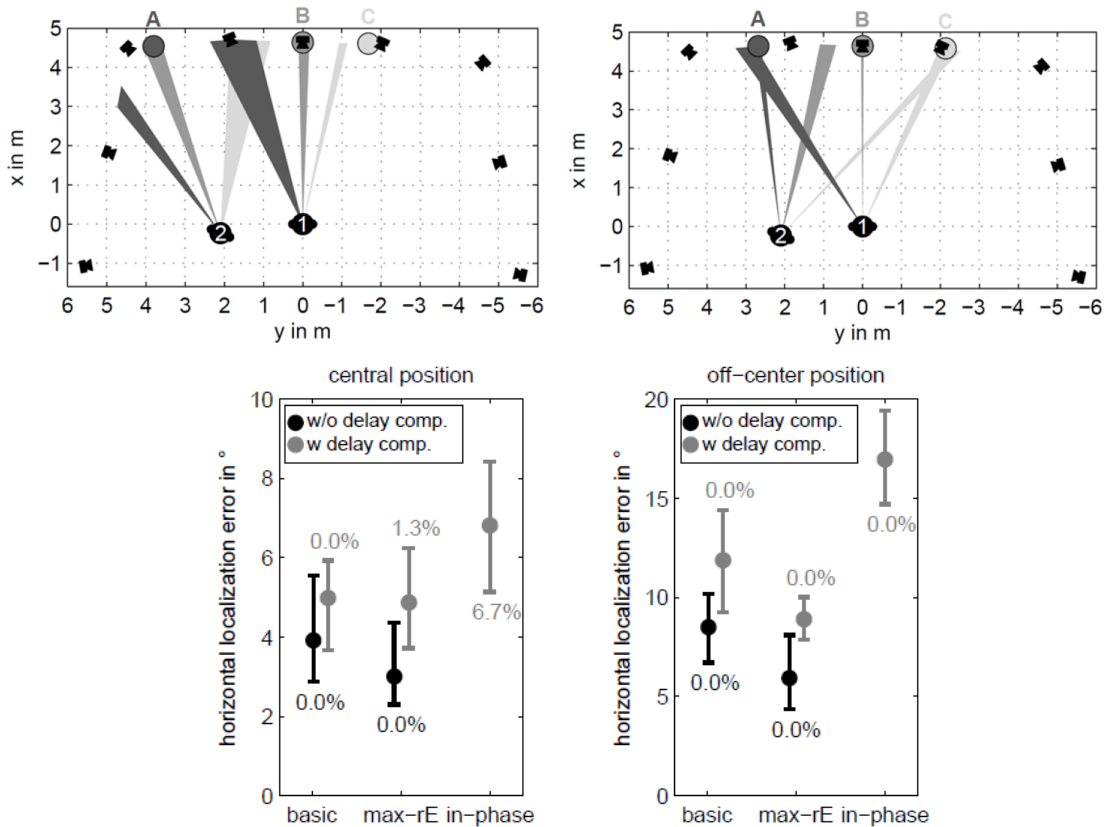 A B C
5
4
3
2
1
0
−1
x in m
2 1
6 5 4 3 2 1 0 -1 -2 -3 -4 -5 -6
y in m
A B C
5
4
3
2
1
0
−1
x in m
2 1
6 5 4 3 2 1 0 -1 -2 -3 -4 -5 -6
y in m
central position
10
8
6
4
2
0
horizontal localization error in °
w/o delay comp.
w delay comp.
0.0% 1.3%
6.7%
0.0%
0.0%
basic max−rE in−phase
off−center position
20
15
10
5
0
horizontal localization error in °
w/o delay comp.
w delay comp.
0.0%
0.0%
0.0%
0.0%
0.0%
basic max−rE in−phase